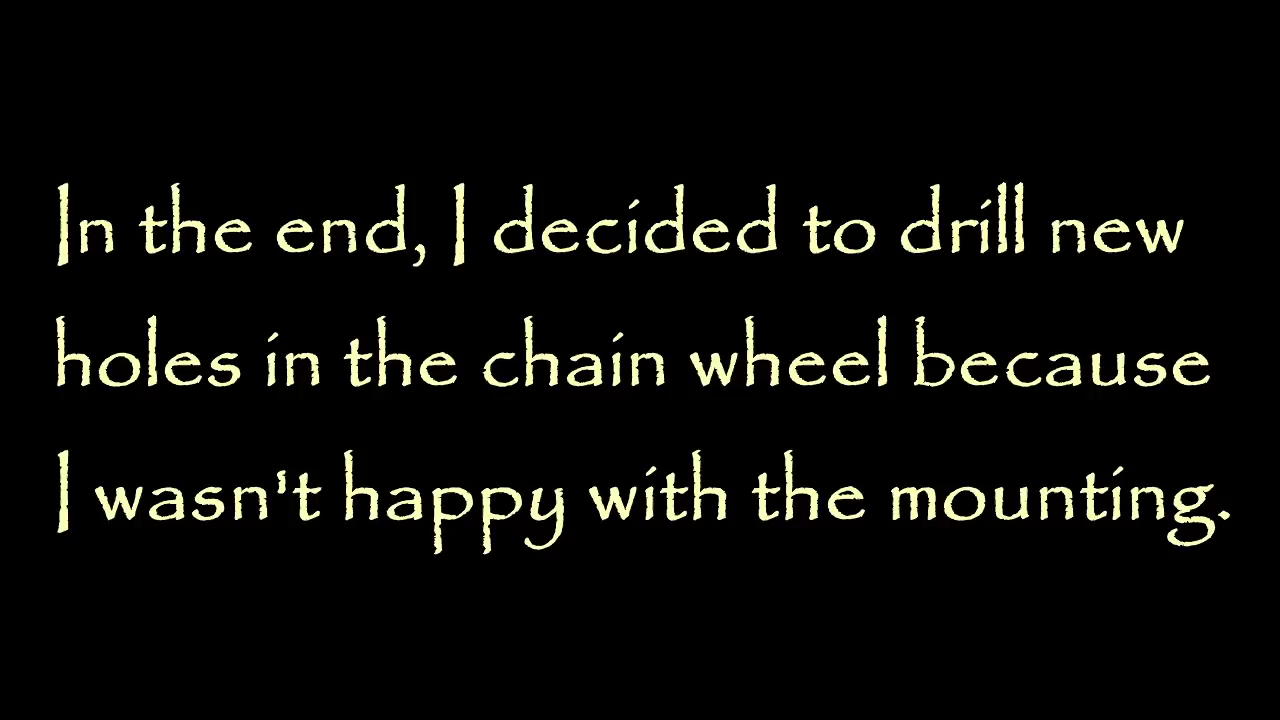 In the end, I decided to drill new
holes in the chain wheel because
I wasn't happy with the mounting.